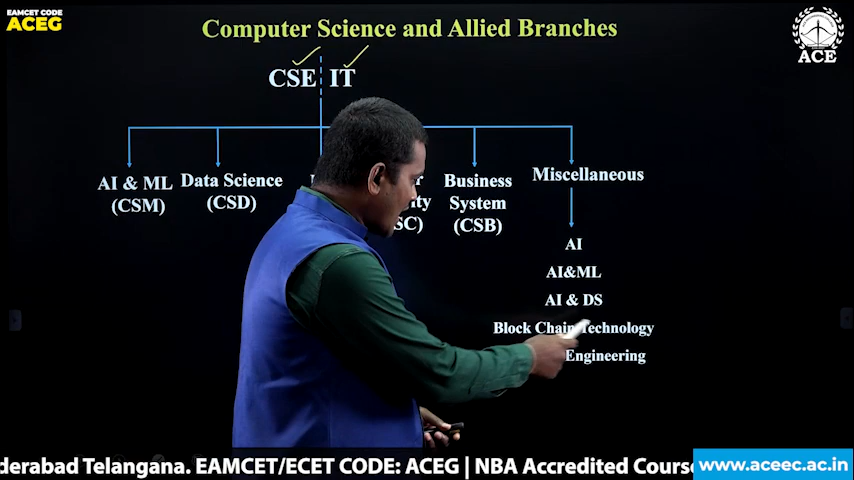 EAMCET CODE
ACEG
Computer Science and Allied Branches
ACE
CSE IT
AI & ML
(CSM)
Data Science
(CSD)
Business
System
(CSB)
Miscellaneous
AI
AI&ML
AI & DS
Block Chain Technology
Engineering
Telangana. EAMCET/ECET CODE: ACEG | NBA Accredited
www.aceec.ac.in